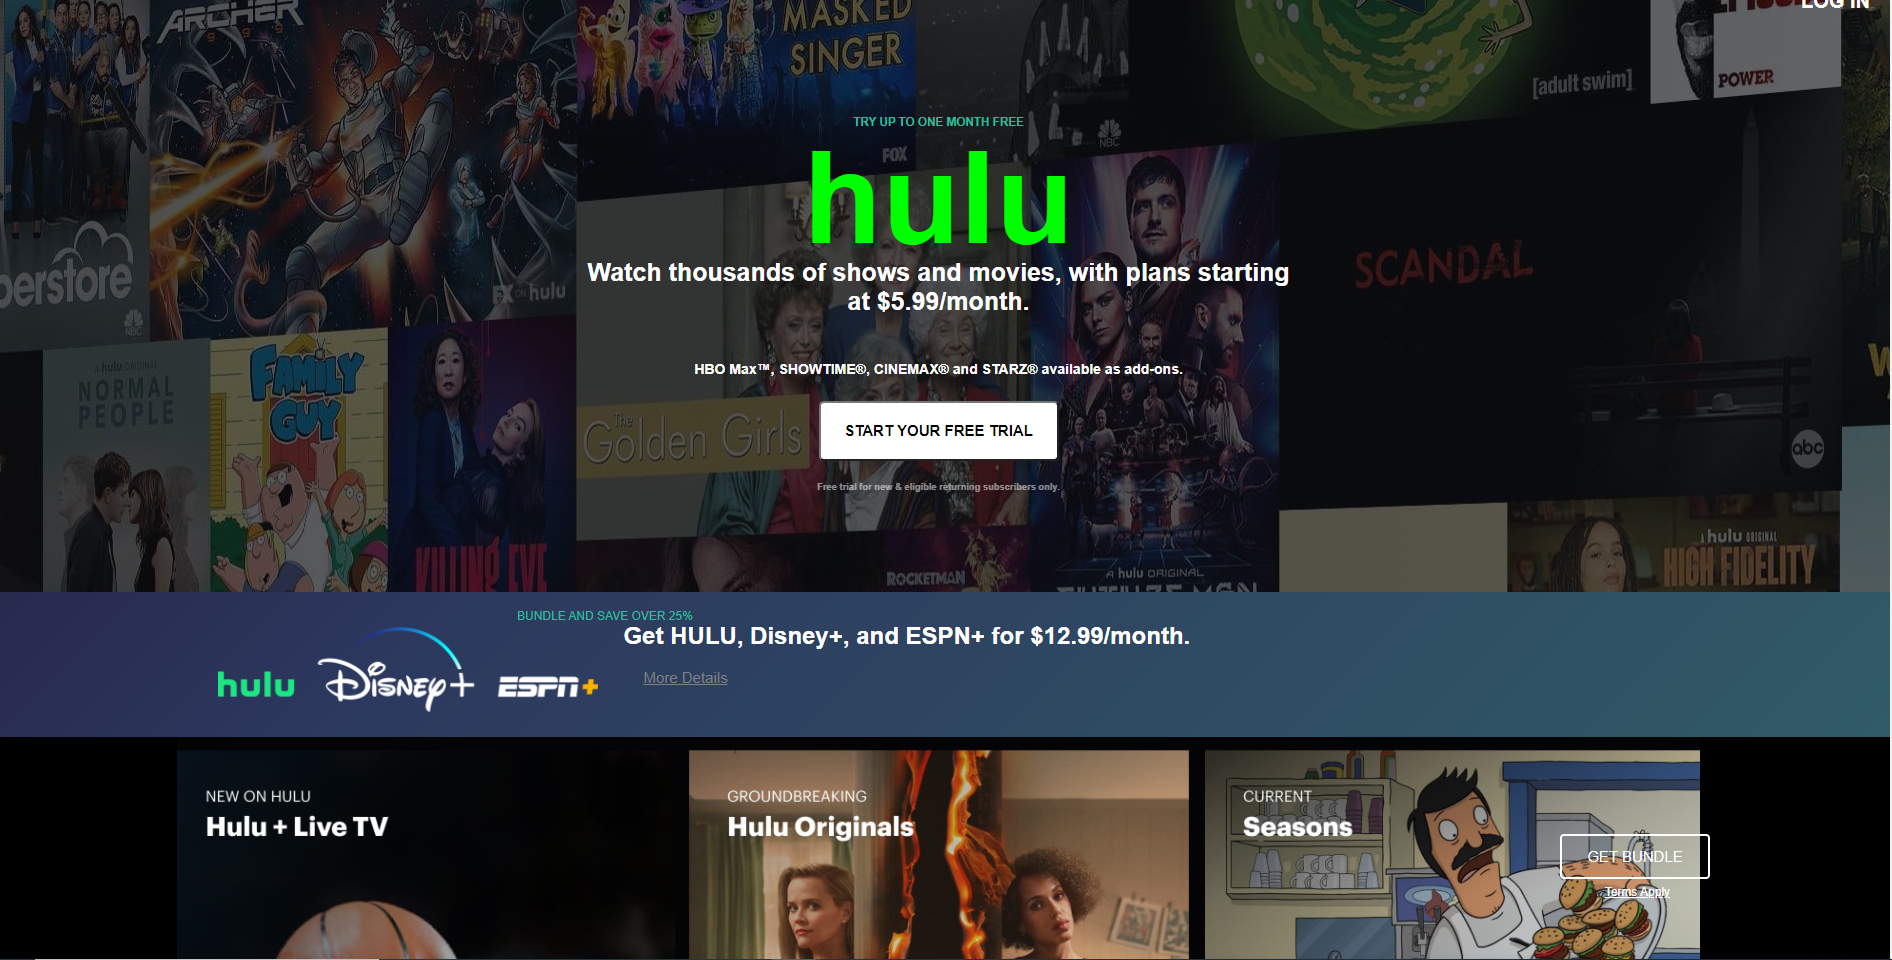 LOG IN
ARCHER
999
MASKED
SINGER
FOX
NBC
[adult swim]
POWER
TRY UP TO ONE MONTH FREE
hulu
Watch thousands of shows and movies, with plans starting
at $5.99/month.
perstore
NBC
FX ON hulu
SCANDAL
HBO Max™, SHOWTIME®, CINEMAX® and STARZ® available as add-ons.
START YOUR FREE TRIAL
Free trial for new & eligible returning subscribers only.
A hulu ORIGINAL
NORMAL
PEOPLE
FAMILY
GUY
The
Golden Girls
abc
KILLING EVE
ROCKETMAN
A hulu ORIGINAL
FUTURE MAN
A hulu ORIGINAL
HIGH FIDELITY
BUNDLE AND SAVE OVER 25%
Get HULU, Disney+, and ESPN+ for $12.99/month.
hulu
Disney+
ESPN+
More Details
NEW ON HULU
Hulu + Live TV
GROUNDBREAKING
Hulu Originals
CURRENT
Seasons
GET BUNDLE
Terms Apply